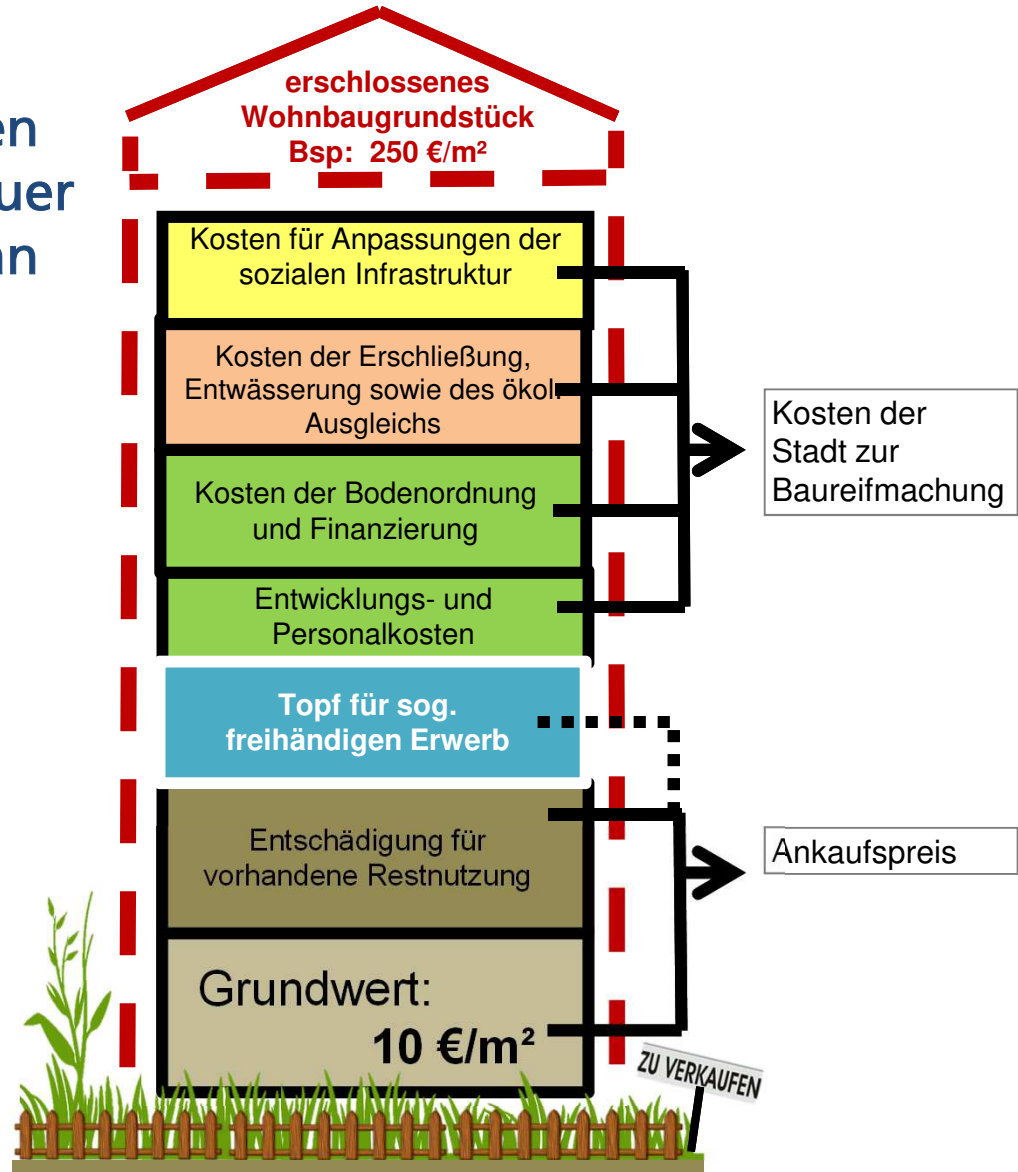 en
uer
an
erschlossenes
Wohnbaugrundstück
Bsp: 250 €/m²
Kosten für Anpassungen der
sozialen Infrastruktur
Kosten der Erschließung,
Entwässerung sowie des ökol.
Ausgleichs
Kosten der Bodenordnung
und Finanzierung
Entwicklungs- und
Personalkosten
Kosten der
Stadt zur
Baureifmachung
Topf für sog.
freihändigen Erwerb
Entschädigung für
vorhandene Restnutzung
Ankaufspreis
Grundwert:
10 €/m²
ZU VERKAUFEN